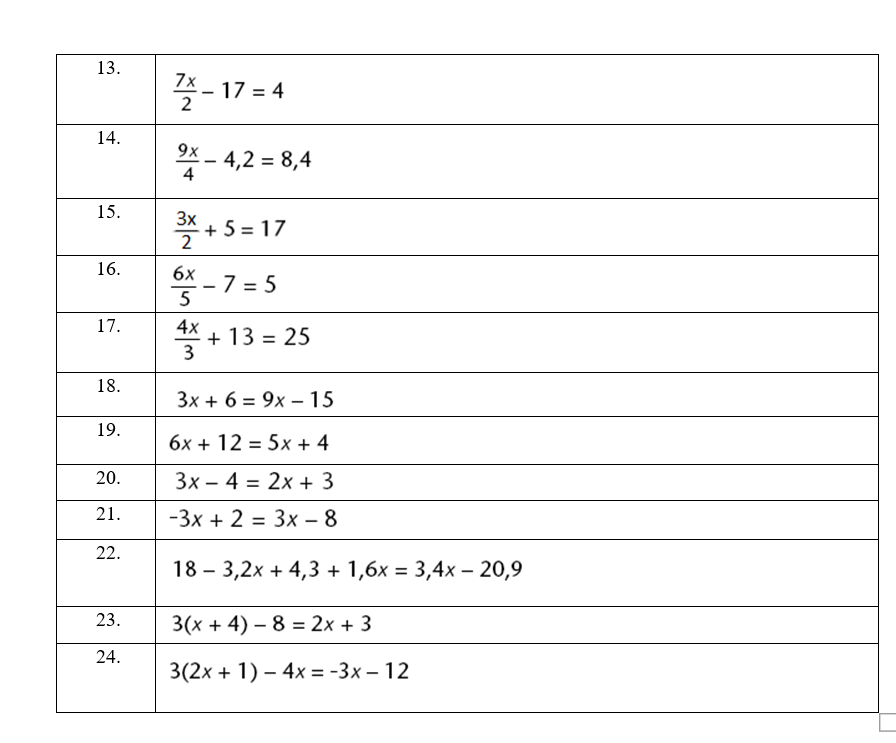 13. 7x/2 – 17 = 4
14. 9x/4 – 4,2 = 8,4
15. 3x/2 + 5 = 17
16. 6x/5 – 7 = 5
17. 4x/3 + 13 = 25
18. 3x + 6 = 9x – 15
19. 6x + 12 = 5x + 4
20. 3x – 4 = 2x + 3
21. -3x + 2 = 3x – 8
22. 18 – 3,2x + 4,3 + 1,6x = 3,4x – 20,9
23. 3(x + 4) – 8 = 2x + 3
24. 3(2x + 1) – 4x = -3x – 12